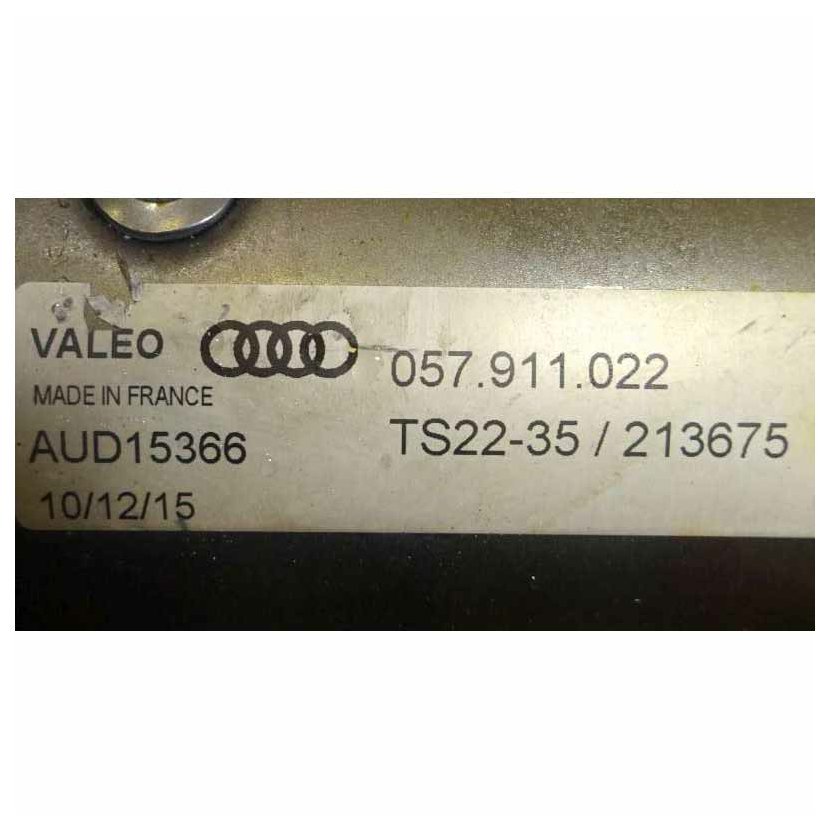 VALEO
057.911.022
MADE IN FRANCE
AUD15366
TS22-35 / 213675
10/12/15